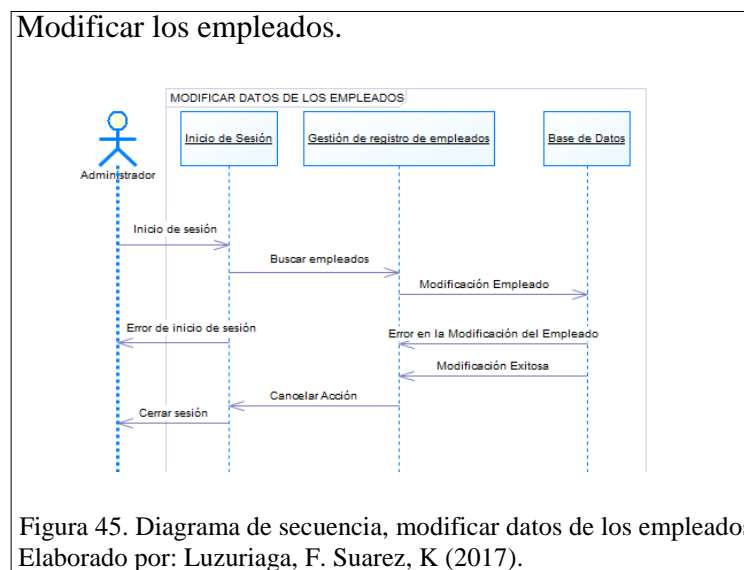 Modificar los empleados.
MODIFICAR DATOS DE LOS EMPLEADOS
Inicio de Sesión
Gestión de registro de empleados
Base de Datos
Administrador
Inicio de sesión
Buscar empleados
Modificación Empleado
Error de inicio de sesión
Error en la Modificación del Empleado
Modificación Exitosa
Cancelar Acción
Cerrar sesión
Figura 45. Diagrama de secuencia, modificar datos de los empleados
Elaborado por: Luzuriaga, F. Suarez, K (2017).